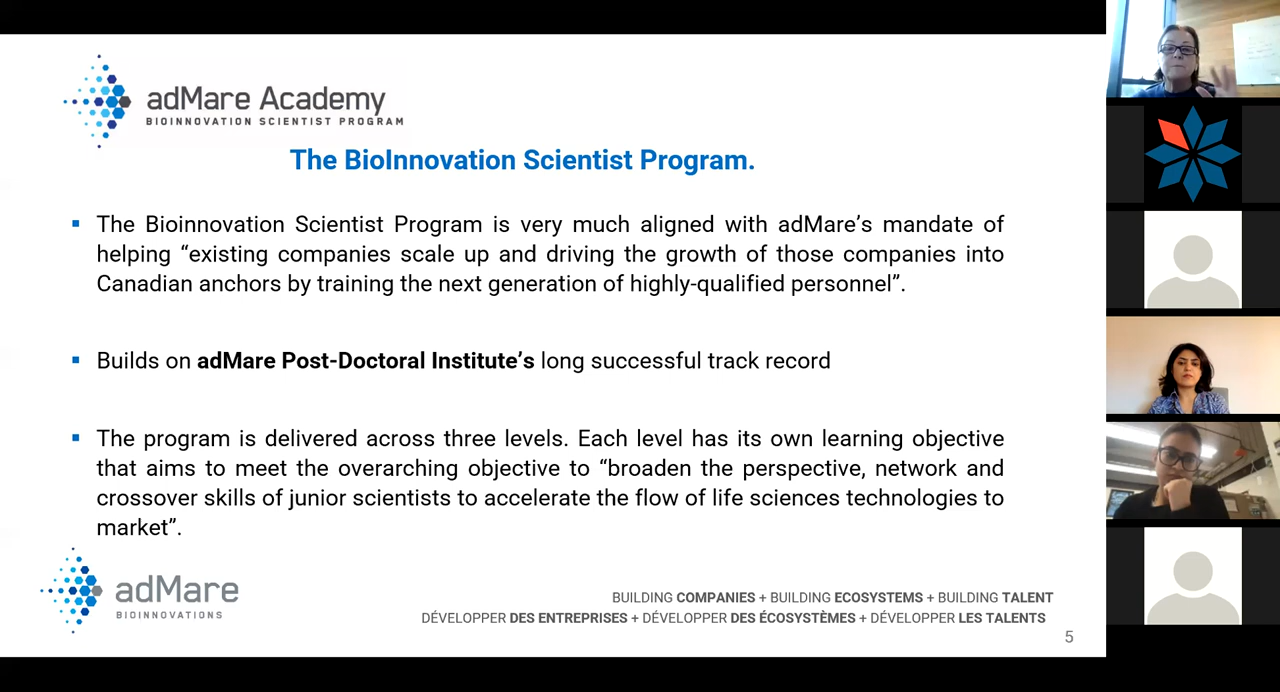 adMare Academy
BIOINNOVATION SCIENTIST PROGRAM
The BioInnovation Scientist Program.
The Bioinnovation Scientist Program is very much aligned with adMare’s mandate of
helping “existing companies scale up and driving the growth of those companies into
Canadian anchors by training the next generation of highly-qualified personnel”.
Builds on adMare Post-Doctoral Institute’s long successful track record
The program is delivered across three levels. Each level has its own learning objective
that aims to meet the overarching objective to “broaden the perspective, network and
crossover skills of junior scientists to accelerate the flow of life sciences technologies to
market”.
adMare
BIOINNOVATIONS
BUILDING COMPANIES + BUILDING ECOSYSTEMS + BUILDING TALENT
DÉVELOPPER DES ENTREPRISES + DÉVELOPPER DES ÉCOSYSTÈMES + DÉVELOPPER LES TALENTS
5